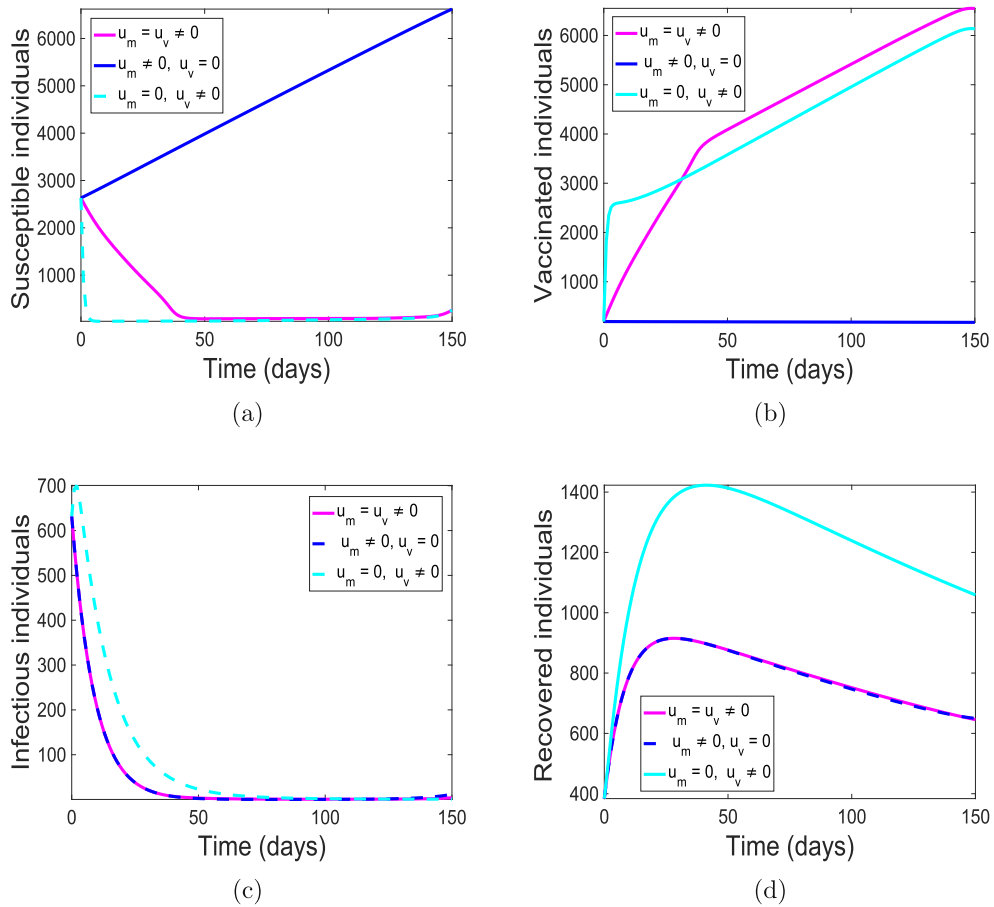 6000
5000
4000
3000
2000
1000
0 50 100 150
Susceptible individuals
Time (days)
u_m = u_v ≠ 0
u_m ≠ 0, u_v = 0
u_m = 0, u_v ≠ 0
(a)
6000
5000
4000
3000
2000
1000
0 50 100 150
Vaccinated individuals
Time (days)
u_m = u_v ≠ 0
u_m ≠ 0, u_v = 0
u_m = 0, u_v ≠ 0
(b)
700
600
500
400
300
200
100
0 50 100 150
Infectious individuals
Time (days)
u_m = u_v ≠ 0
u_m ≠ 0, u_v = 0
u_m = 0, u_v ≠ 0
(c)
1400
1200
1000
800
600
400
0 50 100 150
Recovered individuals
Time (days)
u_m = u_v ≠ 0
u_m ≠ 0, u_v = 0
u_m = 0, u_v ≠ 0
(d)